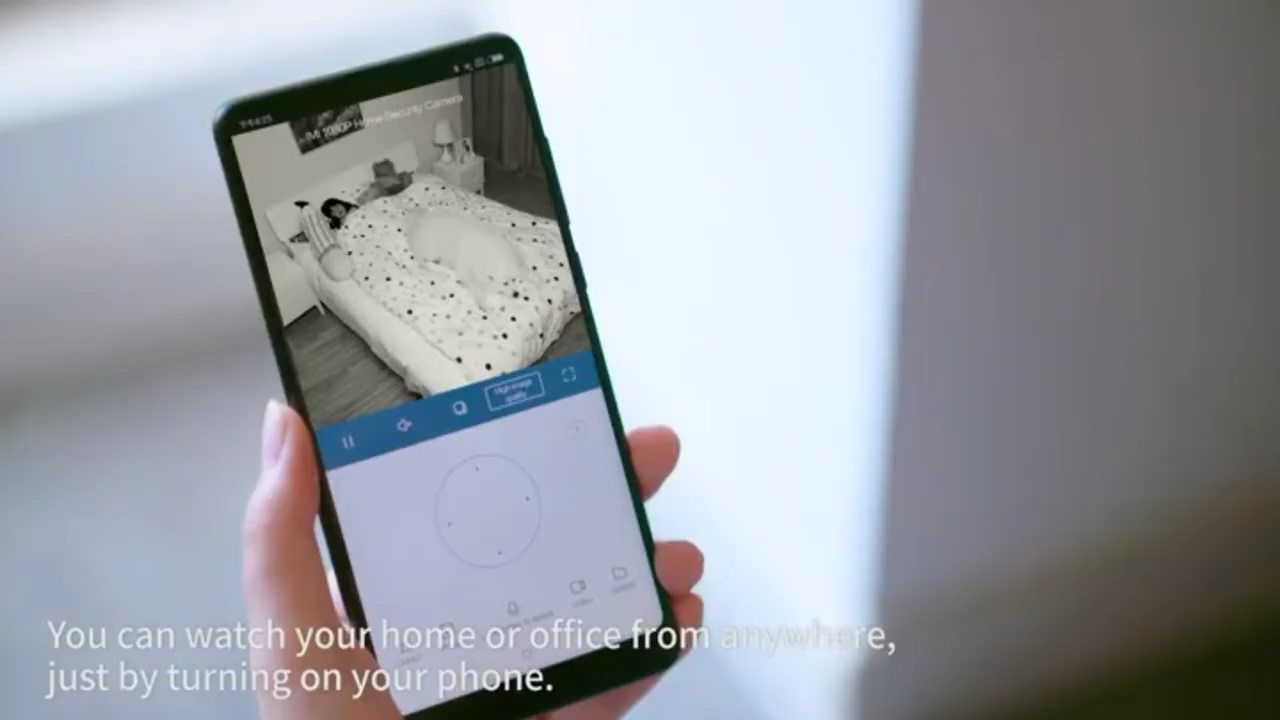 IMI 1080P Home Security Camera
High image
quality
You can watch your home or office from anywhere,
just by turning on your phone.